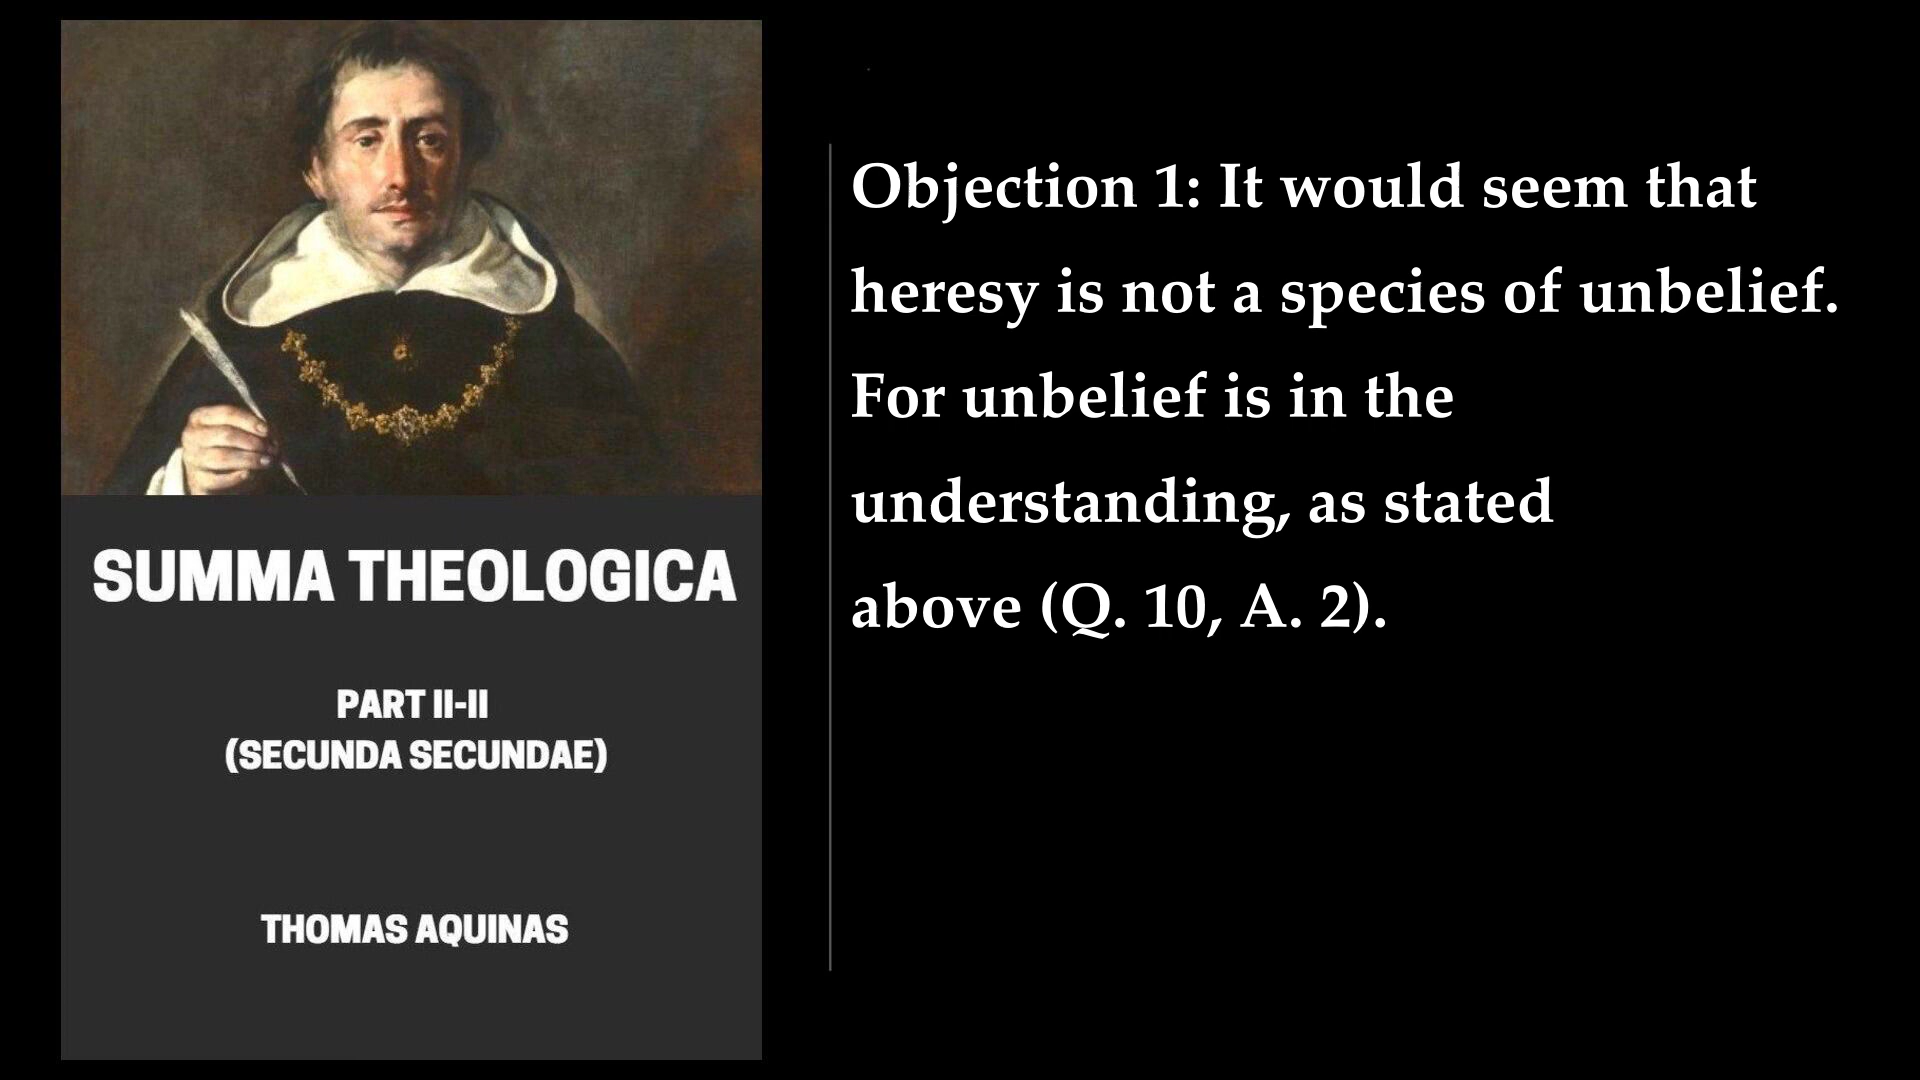 SUMMA THEOLOGICA
PART II-II
(SECUNDA SECUNDAE)
THOMAS AQUINAS
Objection 1: It would seem that
heresy is not a species of unbelief.
For unbelief is in the
understanding, as stated
above (Q. 10, A. 2).